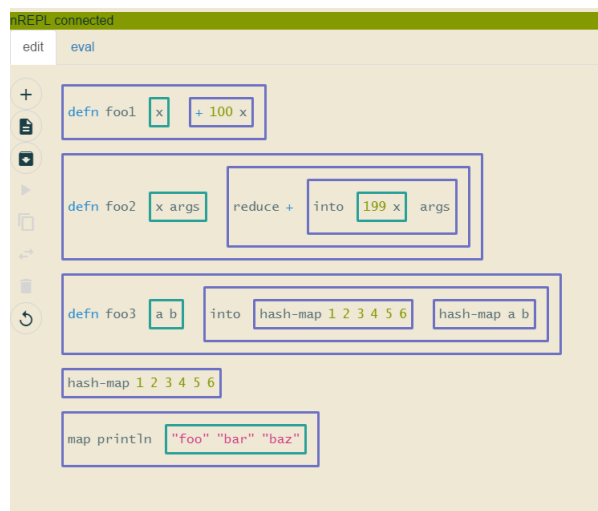 nREPL connected
edit eval
defn foo1 x + 100 x
defn foo2 x args reduce + into 199 x args
defn foo3 a b into hash-map 1 2 3 4 5 6 hash-map a b
hash-map 1 2 3 4 5 6
map println "foo" "bar" "baz"